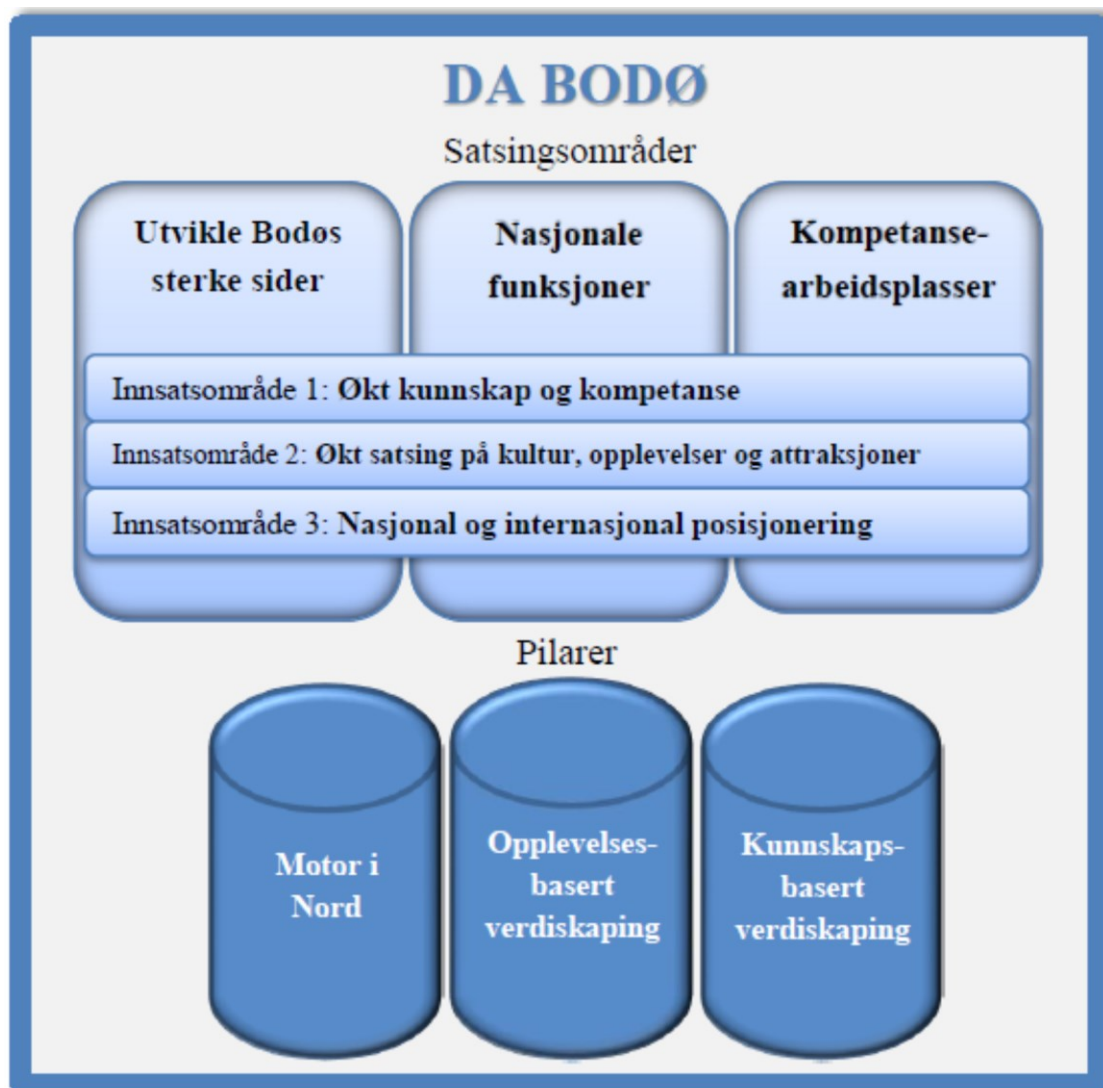 DA BODØ
Satsingsområder
Utvikle Bodøs
sterke sider
Nasjonale
funksjoner
Kompetanse-
arbeidsplasser
Innsatsområde 1: Økt kunnskap og kompetanse
Innsatsområde 2: Økt satsing på kultur, opplevelser og attraksjoner
Innsatsområde 3: Nasjonal og internasjonal posisjonering
Pilarer
Motor i
Nord
Opplevelses-
basert
verdiskaping
Kunnskaps-
basert
verdiskaping